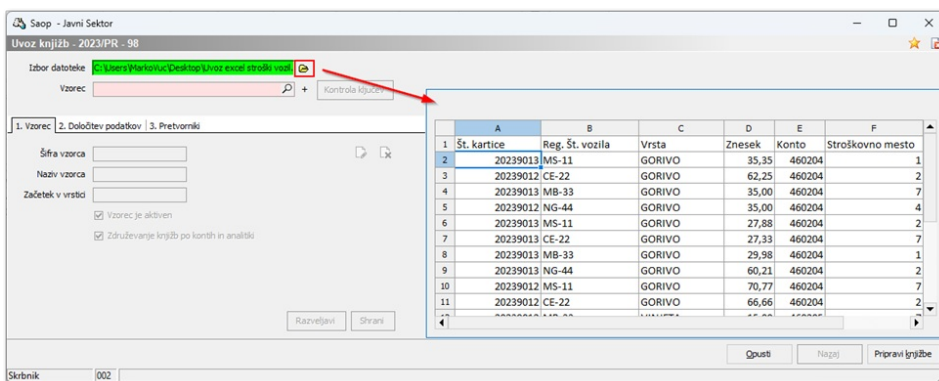 Saop - Javni Sektor
Uvoz knjižb - 2023/PR - 98
Izbor datoteke C:\Users\MarkoVuc\Desktop\Uvoz excel stroški vozil.
Vzorec + Kontrola ključev
1. Vzorec 2. Določitev podatkov 3. Pretvorniki
Šifra vzorca
Naziv vzorca
Začetek v vrstici
Vzorec je aktiven
Združevanje knjižb po kontih in analitiki
Razveljavi Shrani
A B C D E F
1 Št. kartice Reg. Št. vozila Vrsta Znesek Konto Stroškovno mesto
2 20239013 MS-11 GORIVO 35,35 460204 1
3 20239012 CE-22 GORIVO 62,25 460204 2
4 20239013 MB-33 GORIVO 35,00 460204 7
5 20239012 NG-44 GORIVO 35,00 460204 4
6 20239013 MS-11 GORIVO 27,88 460204 2
7 20239013 CE-22 GORIVO 27,33 460204 7
8 20239013 MB-33 GORIVO 29,98 460204 1
9 20239013 NG-44 GORIVO 60,21 460204 2
10 20239012 MS-11 GORIVO 70,77 460204 7
11 20239012 CE-22 GORIVO 66,66 460204 2
Opusti Nazaj Pripravi knjižbe
Skrbnik 002